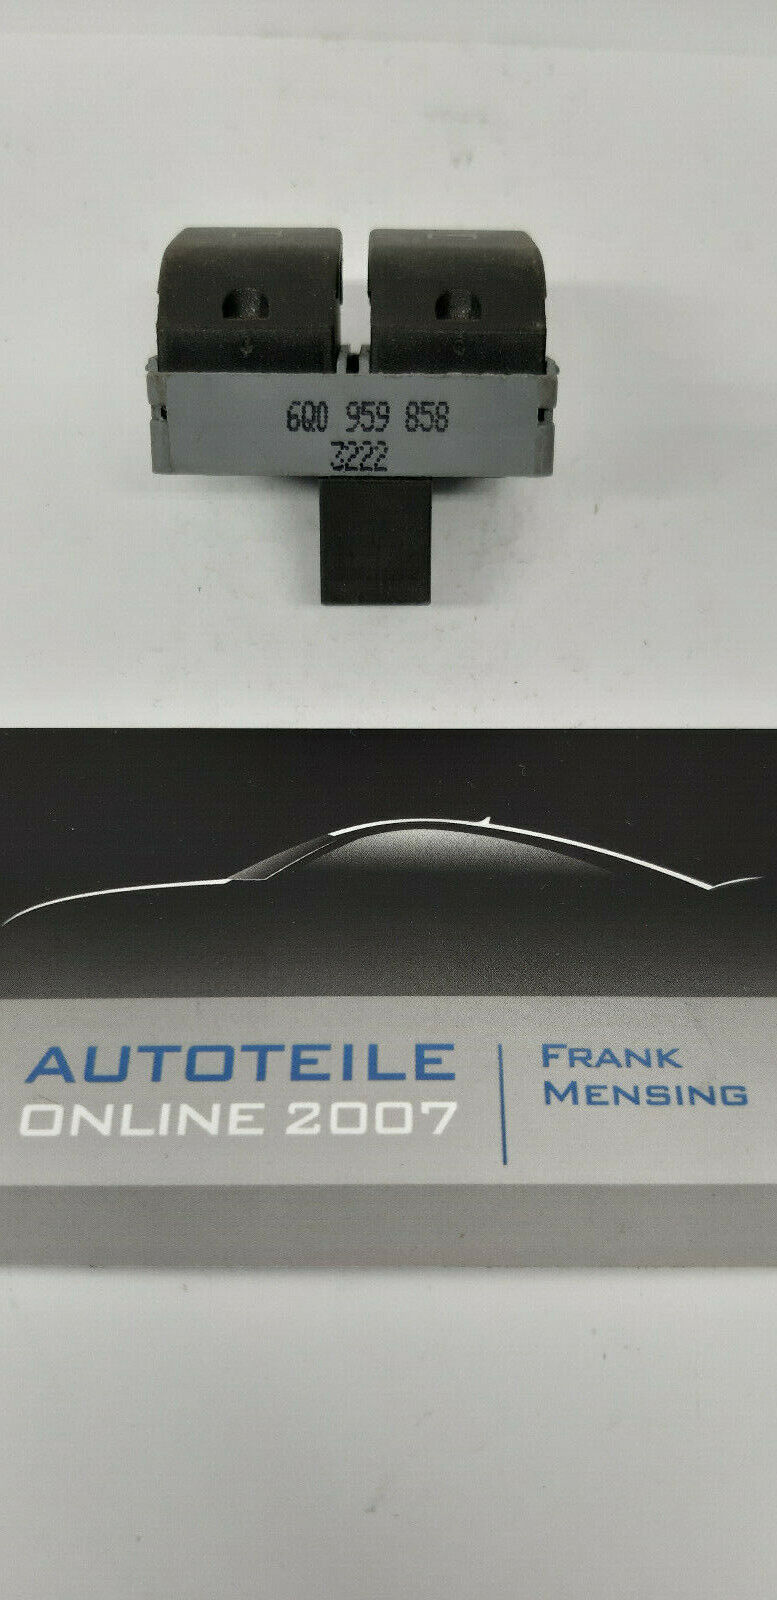 6Q0 959 858
3222
AUTOTEILE
ONLINE 2007
FRANK
MENSING